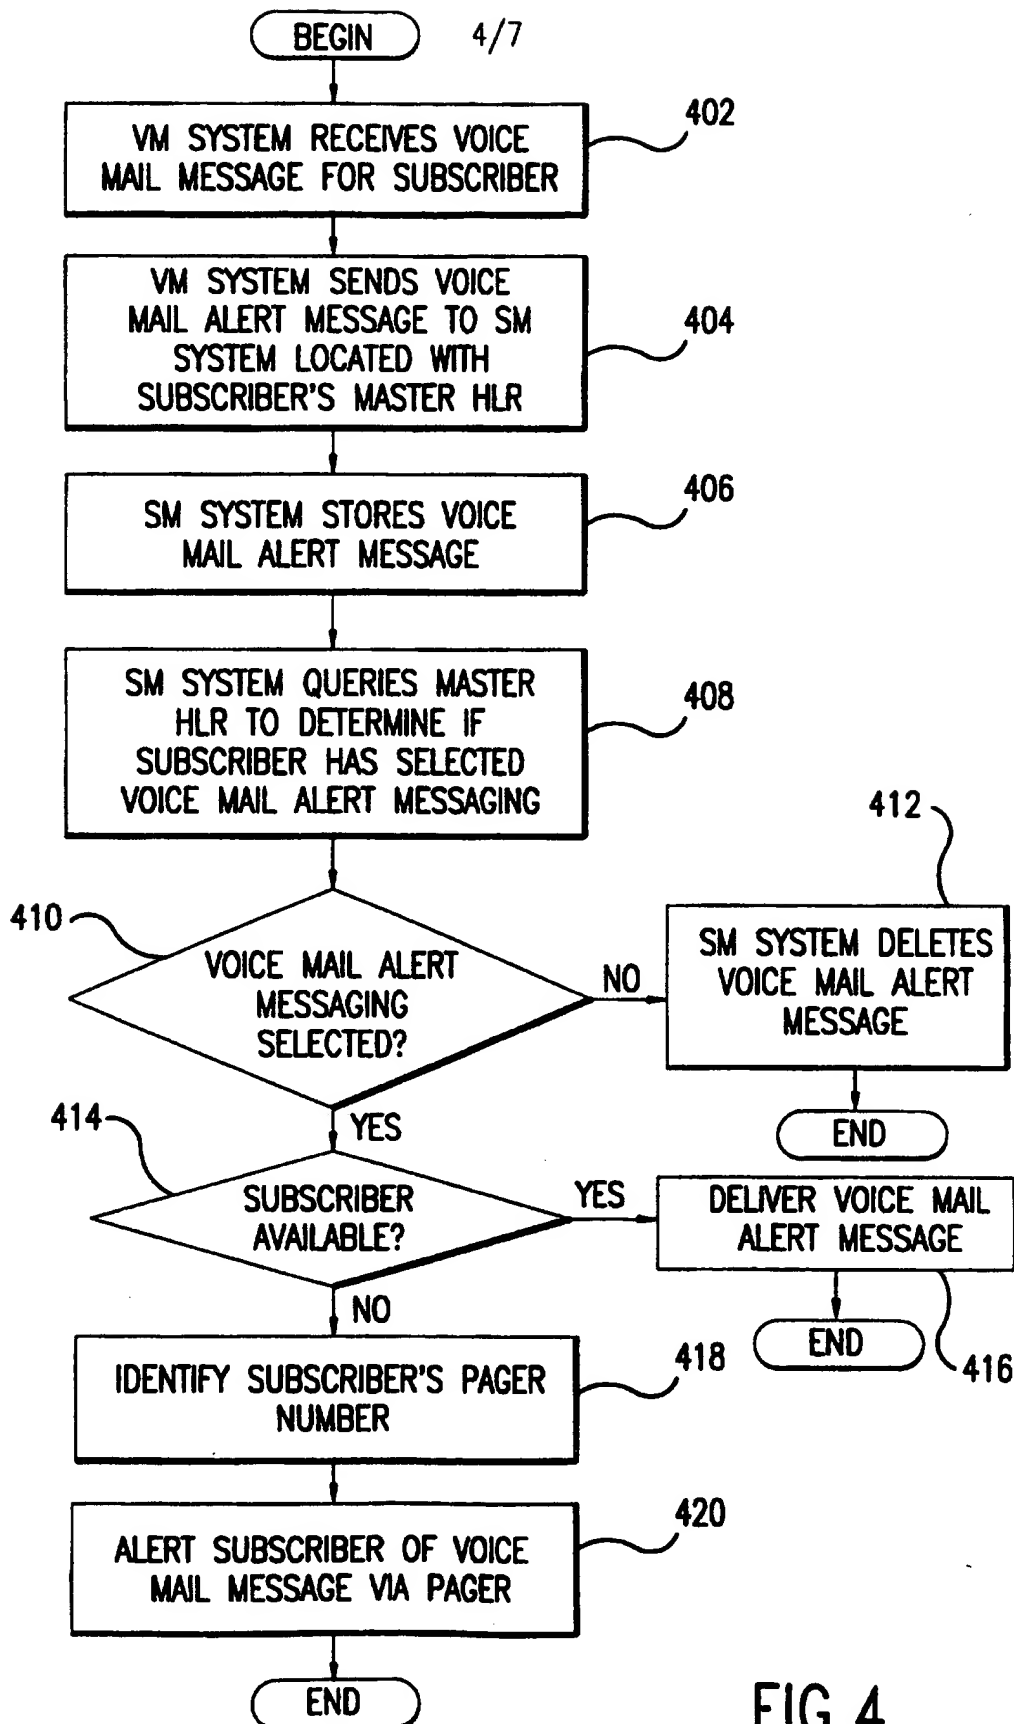 BEGIN
4/7
VM SYSTEM RECEIVES VOICE
MAIL MESSAGE FOR SUBSCRIBER
402
VM SYSTEM SENDS VOICE
MAIL ALERT MESSAGE TO SM
SYSTEM LOCATED WITH
SUBSCRIBER'S MASTER HLR
404
SM SYSTEM STORES VOICE
MAIL ALERT MESSAGE
406
SM SYSTEM QUERIES MASTER
HLR TO DETERMINE IF
SUBSCRIBER HAS SELECTED
VOICE MAIL ALERT MESSAGING
408
410
VOICE MAIL ALERT
MESSAGING
SELECTED?
NO
412
SM SYSTEM DELETES
VOICE MAIL ALERT
MESSAGE
END
YES
414
SUBSCRIBER
AVAILABLE?
YES
DELIVER VOICE MAIL
ALERT MESSAGE
416
END
NO
IDENTIFY SUBSCRIBER'S PAGER
NUMBER
418
ALERT SUBSCRIBER OF VOICE
MAIL MESSAGE VIA PAGER
420
END
FIG. 4